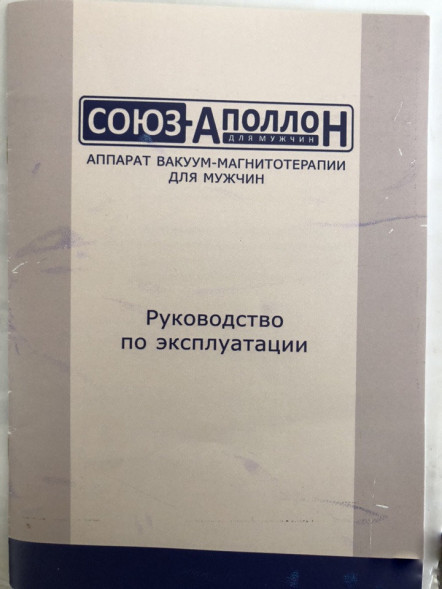 СОЮЗ-АПОЛЛОН
ДЛЯ МУЖЧИН
АППАРАТ ВАКУУМ-МАГНИТОТЕРАПИИ
ДЛЯ МУЖЧИН
Руководство
по эксплуатации